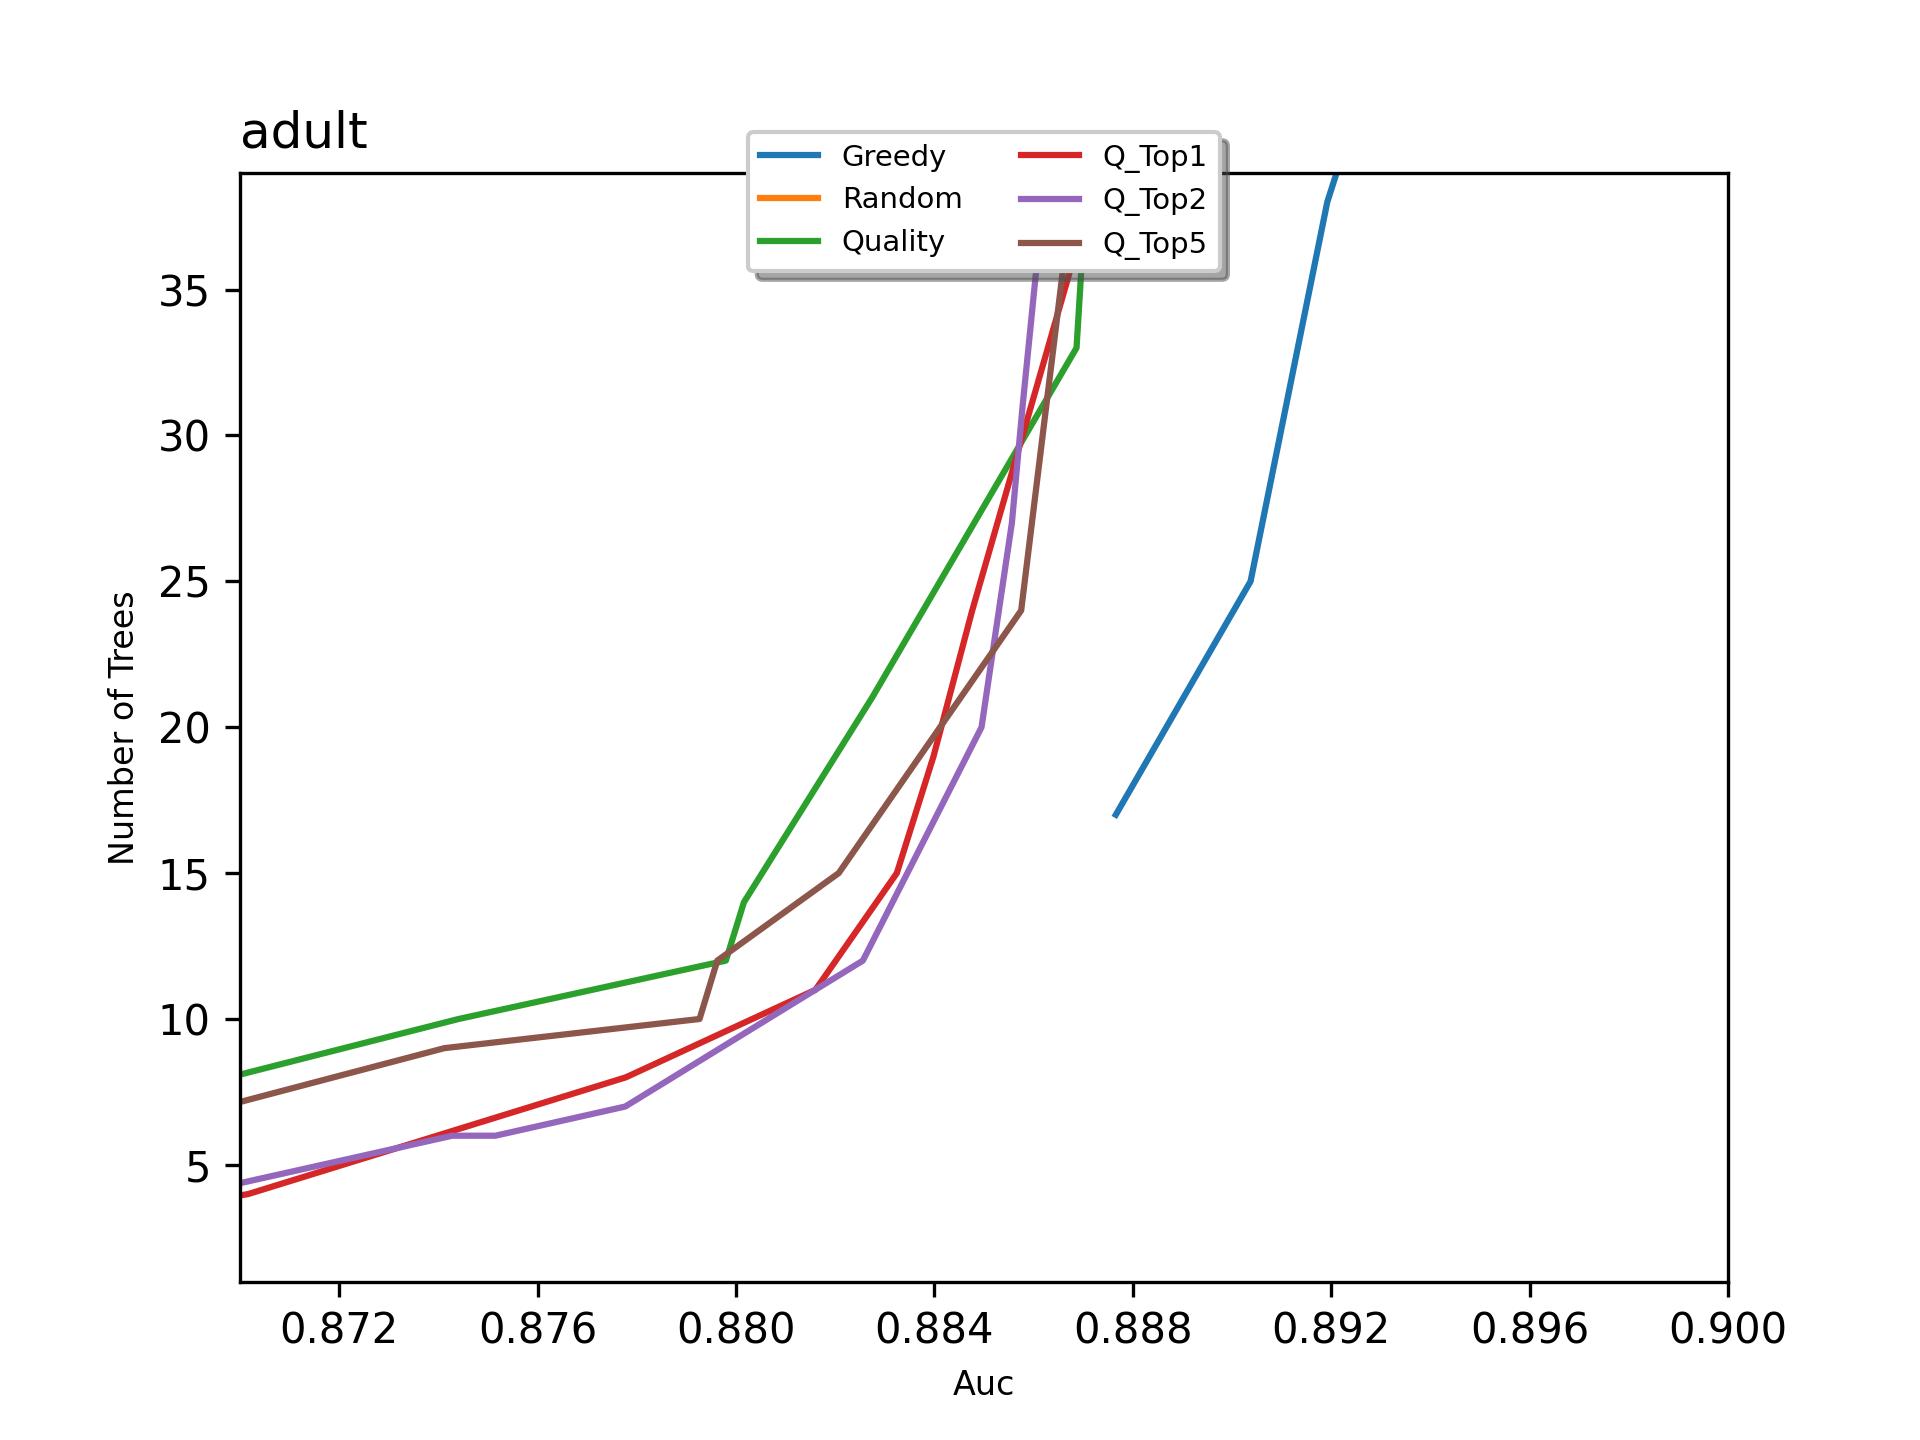 adult
Greedy
Random
Quality
Q_Top1
Q_Top2
Q_Top5
35
30
25
20
15
10
5
Number of Trees
0.872 0.876 0.880 0.884 0.888 0.892 0.896 0.900
Auc